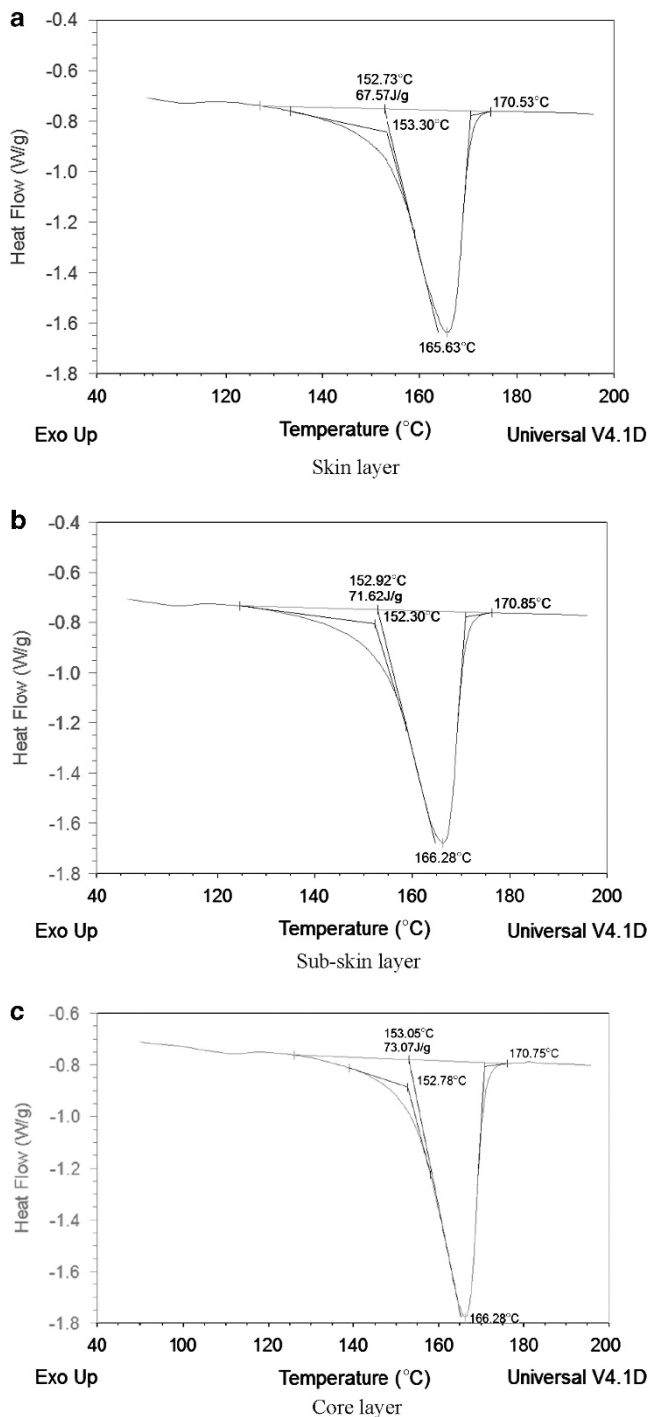 a
-0.4
-0.6
-0.8
-1.0
-1.2
-1.4
-1.6
-1.8
Heat Flow (W/g)
152.73°C
67.57J/g
153.30°C
170.53°C
165.63°C
40 120 140 160 180 200
Exo Up Temperature (°C) Universal V4.1D
Skin layer
b
-0.4
-0.6
-0.8
-1.0
-1.2
-1.4
-1.6
-1.8
Heat Flow (W/g)
152.92°C
71.62J/g
152.30°C
170.85°C
166.28°C
40 120 140 160 180 200
Exo Up Temperature (°C) Universal V4.1D
Sub-skin layer
c
-0.6
-0.8
-1.0
-1.2
-1.4
-1.6
-1.8
Heat Flow (W/g)
153.05°C
73.07J/g
152.78°C
170.75°C
166.28°C
40 100 120 140 160 180 200
Exo Up Temperature (°C) Universal V4.1D
Core layer